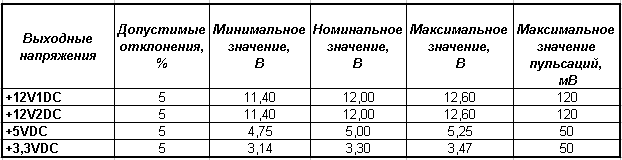 Выходные напряжения | Допустимые отклонения, % | Минимальное значение, В | Номинальное значение, В | Максимальное значение, В | Максимальное значение пульсаций, мВ
+12V1DC | 5 | 11,40 | 12,00 | 12,60 | 120
+12V2DC | 5 | 11,40 | 12,00 | 12,60 | 120
+5VDC | 5 | 4,75 | 5,00 | 5,25 | 50
+3,3VDC | 5 | 3,14 | 3,30 | 3,47 | 50